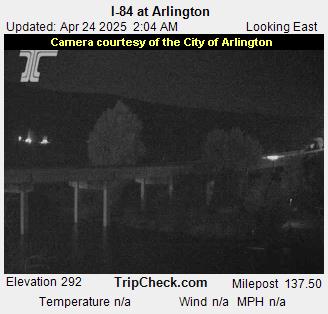 I-84 at Arlington
Updated: Apr 24 2025 2:04 AM Looking East
Camera courtesy of the City of Arlington
Elevation 292 TripCheck.com Milepost 137.50
Temperature n/a Wind n/a MPH n/a